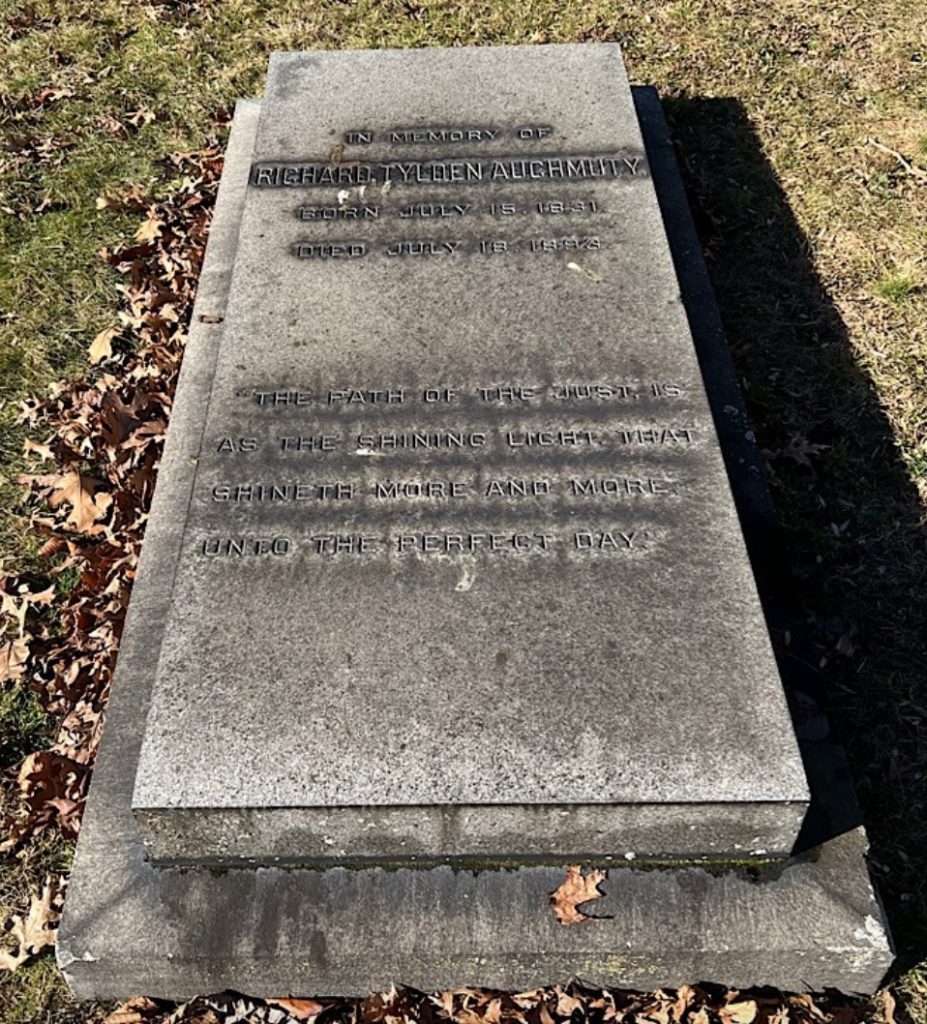 IN MEMORY OF
RICHARD TYLDEN AUCHMUTY.
BORN JULY 15. 1831.
DIED JULY 18. 1893.
"THE PATH OF THE JUST, IS
AS THE SHINING LIGHT, THAT
SHINETH MORE AND MORE,
UNTO THE PERFECT DAY."